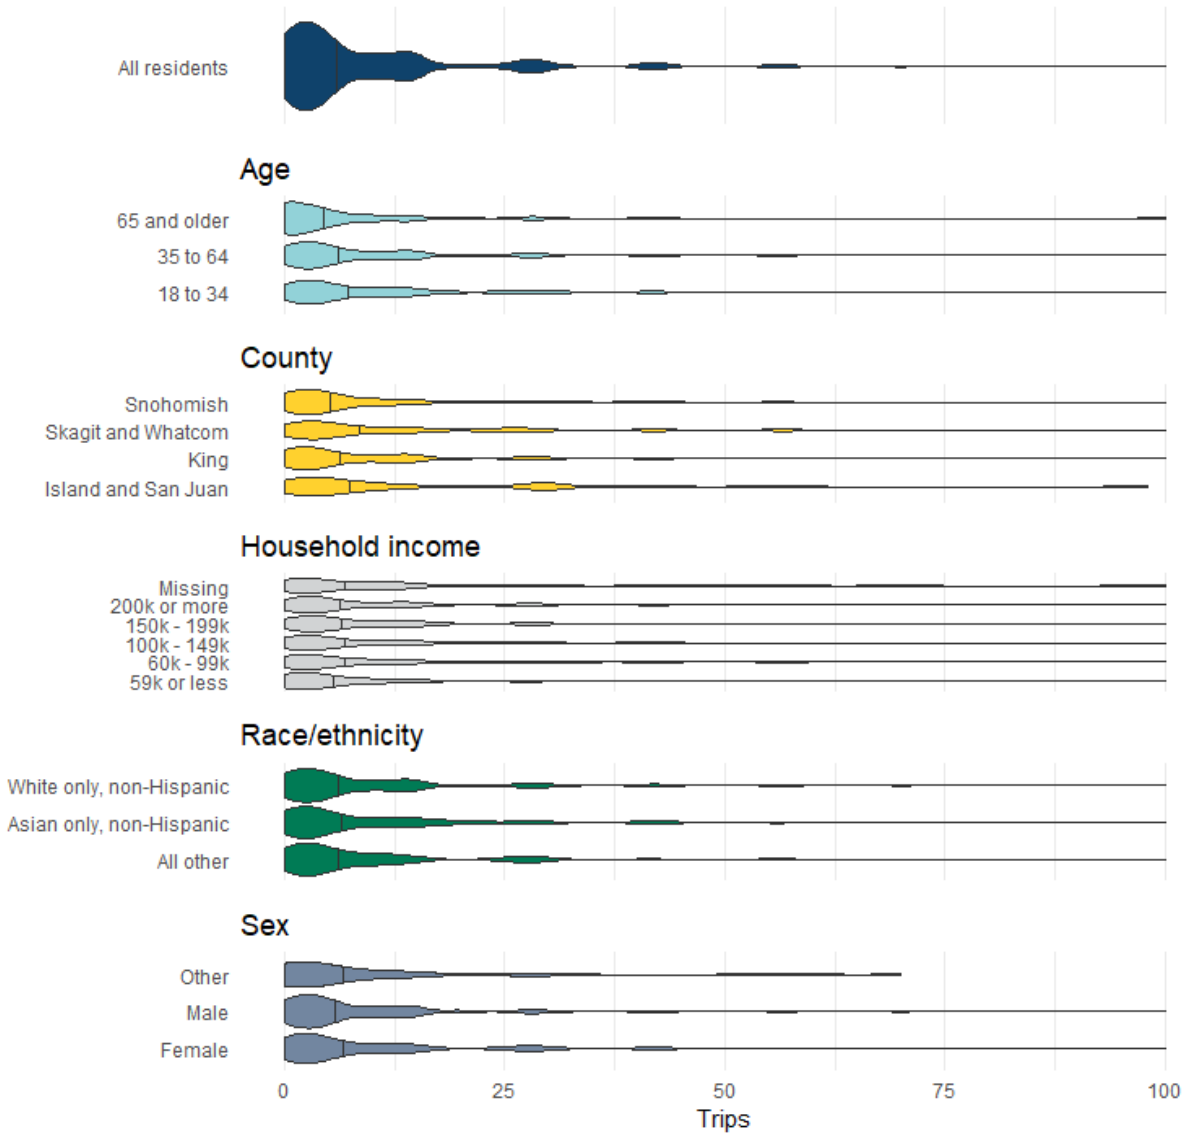 All residents
Age
65 and older
35 to 64
18 to 34
County
Snohomish
Skagit and Whatcom
King
Island and San Juan
Household income
Missing
200k or more
150k - 199k
100k - 149k
60k - 99k
59k or less
Race/ethnicity
White only, non-Hispanic
Asian only, non-Hispanic
All other
Sex
Other
Male
Female
0 25 50 75 100
Trips